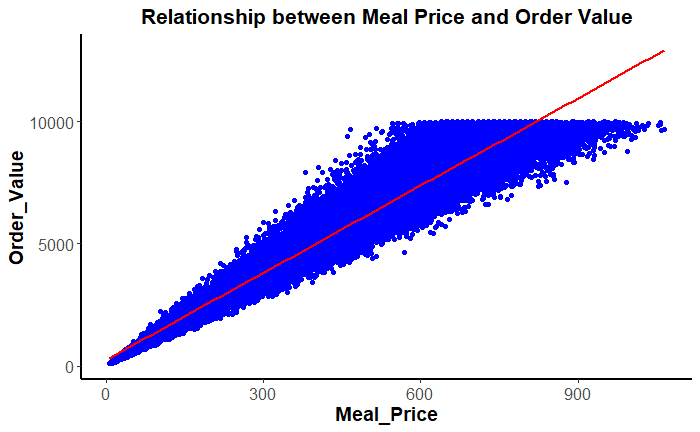 Relationship between Meal Price and Order Value
Order_Value
10000
5000
0
0 300 600 900
Meal_Price